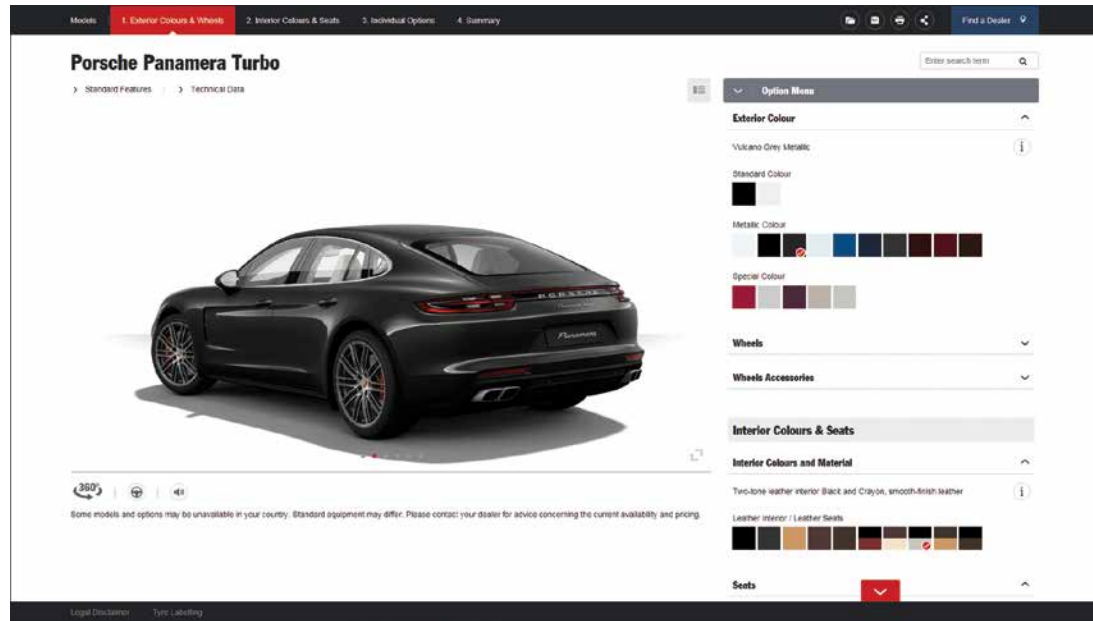 Models
1. Exterior Colours & Wheels
2. Interior Colours & Seats
3. Individual Options
4. Summary
Find a Dealer
Porsche Panamera Turbo
Enter search term
Standard Features
Technical Data
Option Menu
Exterior Colour
Vulcano Grey Metallic
i
Standard Colour
Metallic Colour
Special Colour
PORSCHE
Panamera
Wheels
Wheels Accessories
Interior Colours & Seats
Interior Colours and Material
360°
Two-tone leather interior Black and Crayon, smooth-finish leather
i
Some models and options may be unavailable in your country. Standard equipment may differ. Please contact your dealer for advice concerning the current availability and pricing.
Leather Interior / Leather Seats
Seats
Legal Disclaimer
Tyre Labelling